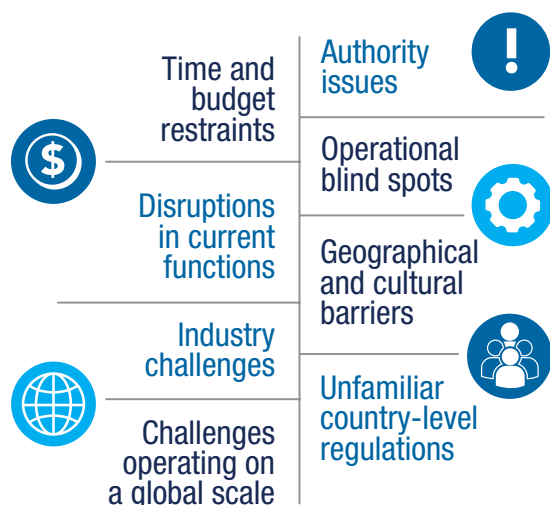 Time and
budget
restraints
Disruptions
in current
functions
Industry
challenges
Challenges
operating on
a global scale
Authority
issues
Operational
blind spots
Geographical
and cultural
barriers
Unfamiliar
country-level
regulations
$
!